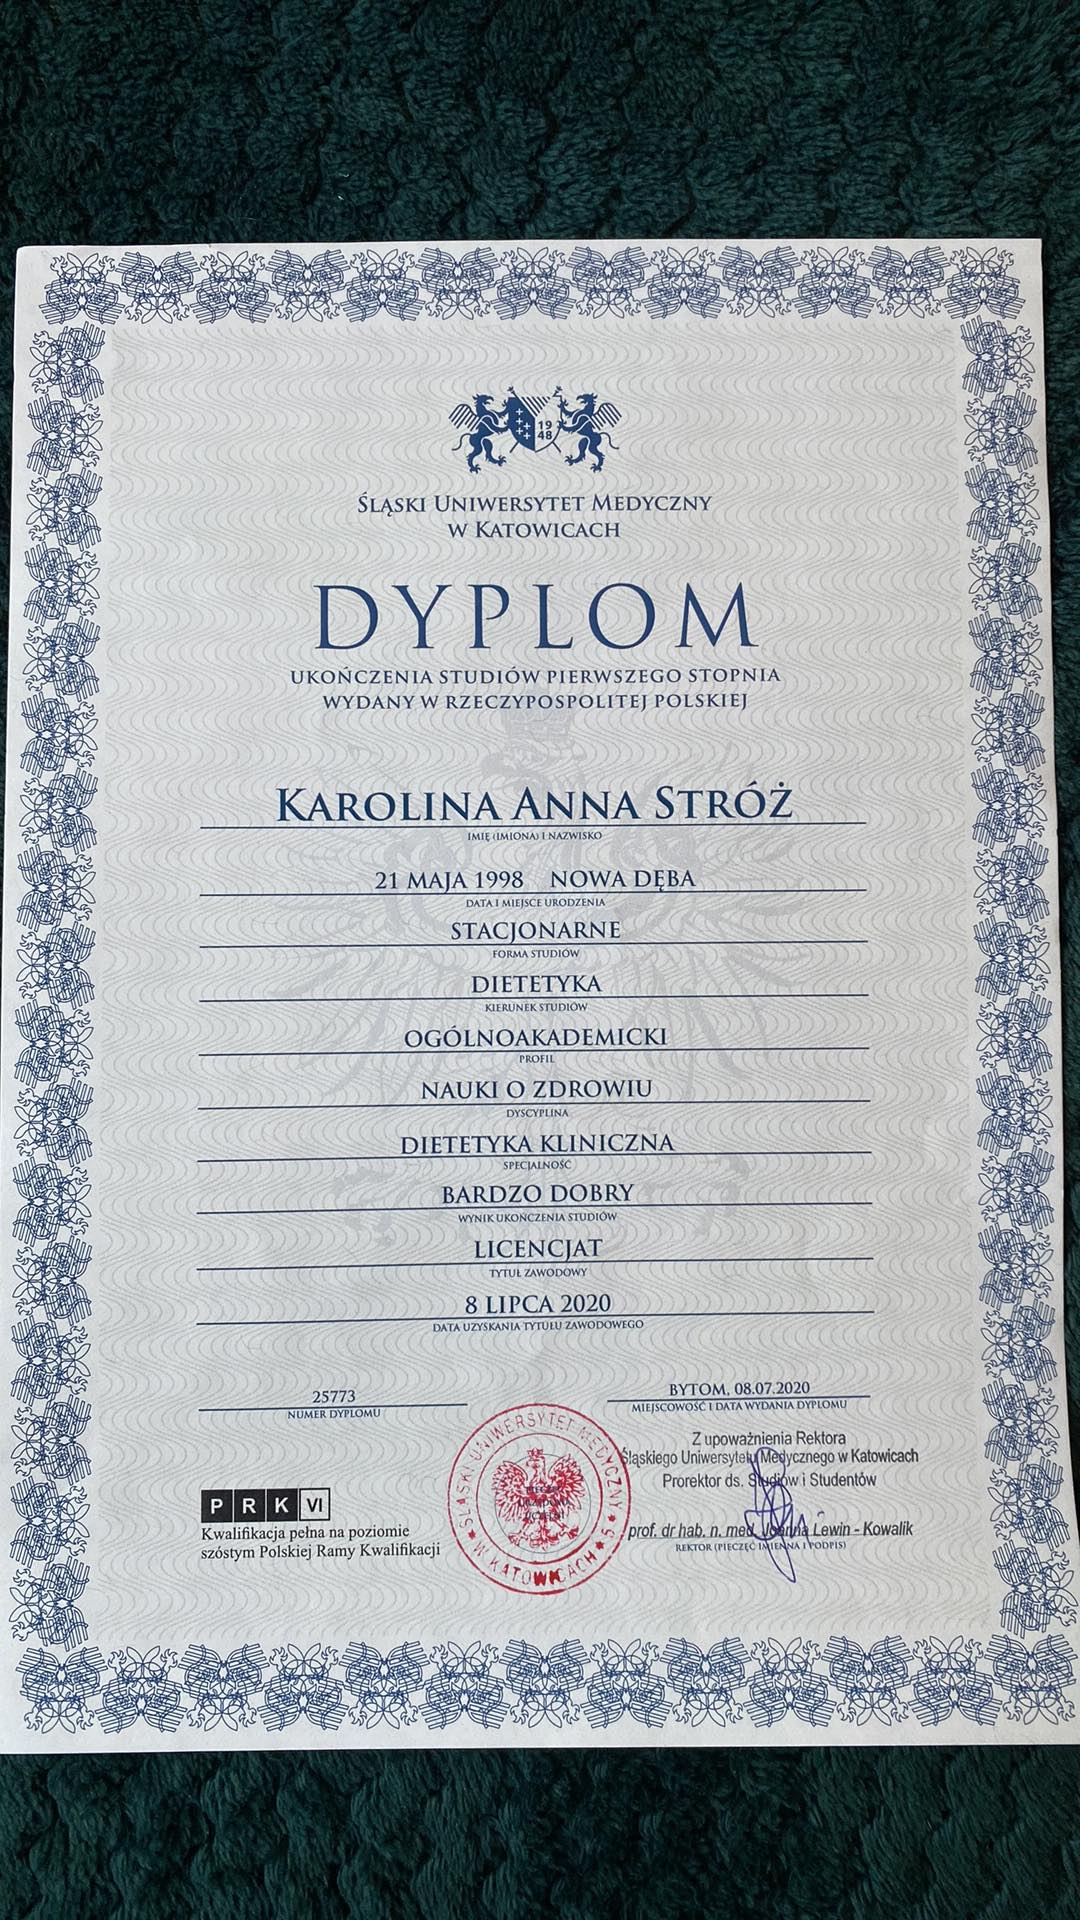 19
48
Śląski Uniwersytet Medyczny
w Katowicach
DYPLOM
UKOŃCZENIA STUDIÓW PIERWSZEGO STOPNIA
WYDANY W RZECZYPOSPOLITEJ POLSKIEJ
KAROLINA ANNA STRÓŻ
IMIĘ (IMIONA) I NAZWISKO
21 MAJA 1998 NOWA DĘBA
DATA I MIEJSCE URODZENIA
STACJONARNE
FORMA STUDIÓW
DIETETYKA
KIERUNEK STUDIÓW
OGÓLNOAKADEMICKI
PROFIL
NAUKI O ZDROWIU
DYSCYPLINA
DIETETYKA KLINICZNA
SPECJALNOŚĆ
BARDZO DOBRY
WYNIK UKOŃCZENIA STUDIÓW
LICENCJAT
TYTUŁ ZAWODOWY
8 LIPCA 2020
DATA UZYSKANIA TYTUŁU ZAWODOWEGO
25773
NUMER DYPLOMU
BYTOM, 08.07.2020
MIEJSCOWOŚĆ I DATA WYDANIA DYPLOMU
Z upoważnienia Rektora
Śląskiego Uniwersytetu Medycznego w Katowicach
Prorektor ds. Studiów i Studentów
prof. dr hab. n. med. Joanna Lewin - Kowalik
REKTOR (PIECZĘĆ IMIENNA I PODPIS)
PRK VI
Kwalifikacja pełna na poziomie
szóstym Polskiej Ramy Kwalifikacji
ŚLĄSKI UNIWERSYTET MEDYCZNY
W KATOWICACH